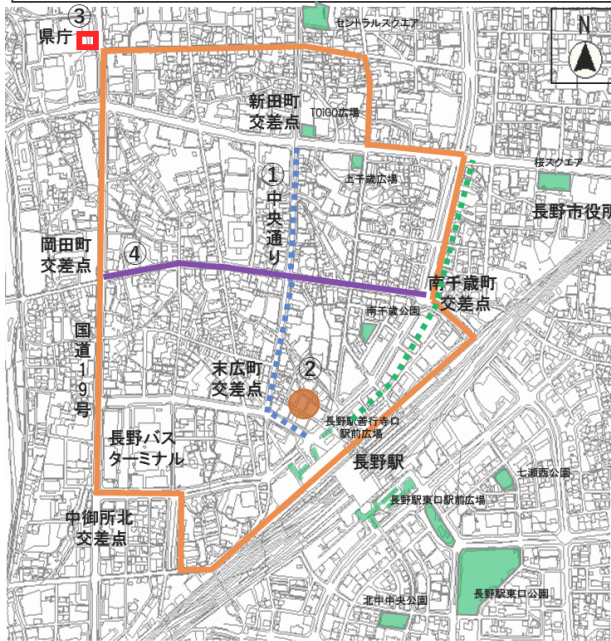 ③
県庁
セントラルスクエア
N
新田町
交差点
TOIGO広場
①
中央通り
上千歳広場
桜スクエア
長野市役所
岡田町
交差点
④
南千歳町
交差点
南千歳公園
国道19号
末広町
交差点
②
長野駅善光寺口
駅前広場
長野バス
ターミナル
長野駅
七瀬西公園
長野駅東口駅前広場
中御所北
交差点
北中中央公園
長野駅東口公園